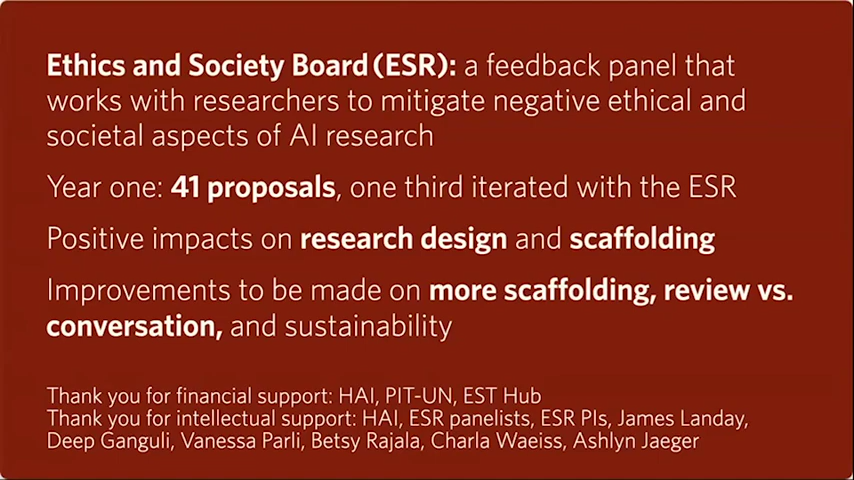 Ethics and Society Board (ESR): a feedback panel that
works with researchers to mitigate negative ethical and
societal aspects of AI research
Year one: 41 proposals, one third iterated with the ESR
Positive impacts on research design and scaffolding
Improvements to be made on more scaffolding, review vs.
conversation, and sustainability
Thank you for financial support: HAI, PIT-UN, EST Hub
Thank you for intellectual support: HAI, ESR panelists, ESR PIs, James Landay,
Deep Ganguli, Vanessa Parli, Betsy Rajala, Charla Waeiss, Ashlyn Jaeger